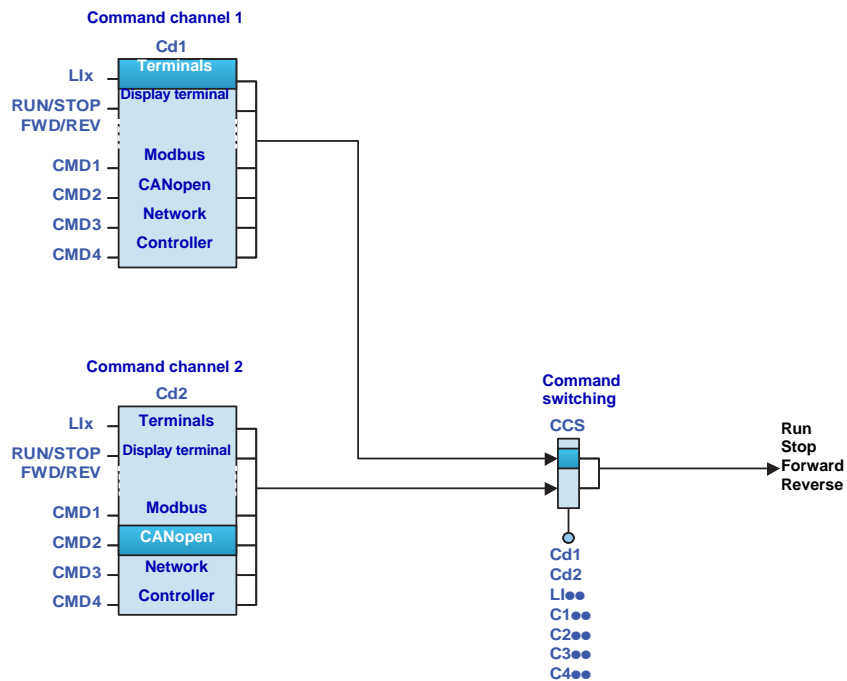 Command channel 1
Cd1
LIx
Terminals
RUN/STOP
Display terminal
FWD/REV
CMD1
Modbus
CMD2
CANopen
CMD3
Network
CMD4
Controller
Command channel 2
Cd2
LIx
Terminals
RUN/STOP
Display terminal
FWD/REV
CMD1
Modbus
CMD2
CANopen
CMD3
Network
CMD4
Controller
Command
switching
CCS
Run
Stop
Forward
Reverse
Cd1
Cd2
LI●●
C1●●
C2●●
C3●●
C4●●